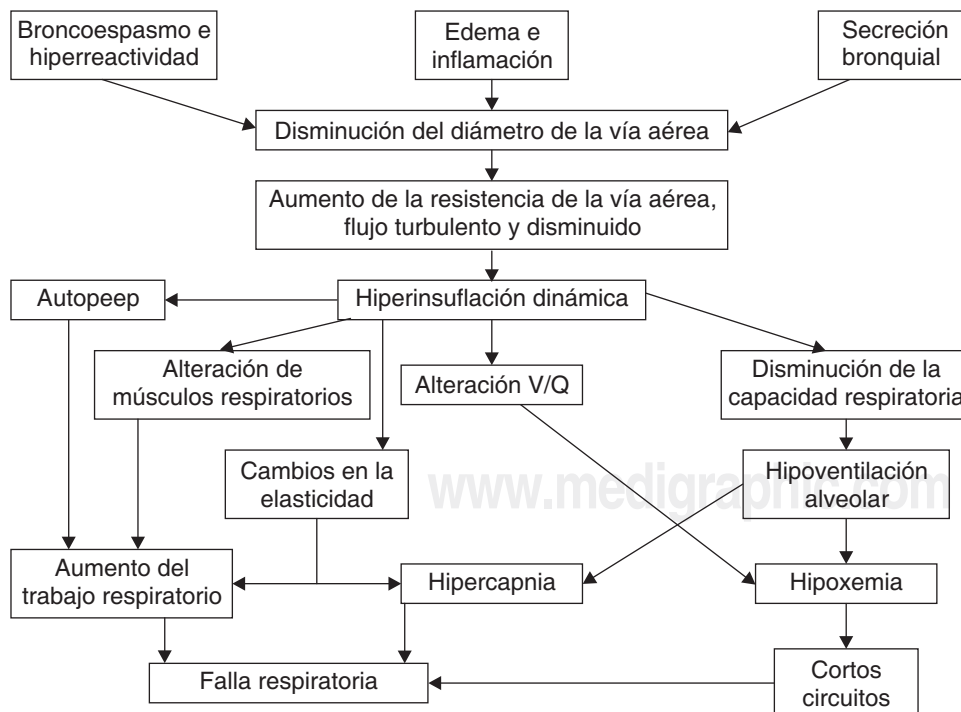 Broncoespasmo e
hiperreactividad
Edema e
inflamación
Secreción
bronquial
Disminución del diámetro de la vía aérea
Aumento de la resistencia de la vía aérea,
flujo turbulento y disminuido
Autopeep
Hiperinsuflación dinámica
Alteración de
músculos respiratorios
Alteración V/Q
Disminución de la
capacidad respiratoria
Cambios en la
elasticidad
Hipoventilación
alveolar
www.medigraphic.com
Aumento del
trabajo respiratorio
Hipercapnia
Hipoxemia
Falla respiratoria
Cortos
circuitos